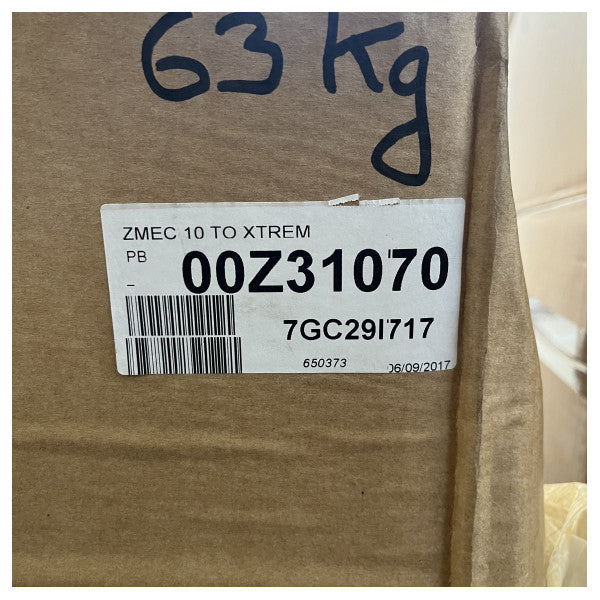 63 kg
ZMEC 10 TO XTREM
PB
00Z31070
-
7GC29I717
650373
06/09/2017